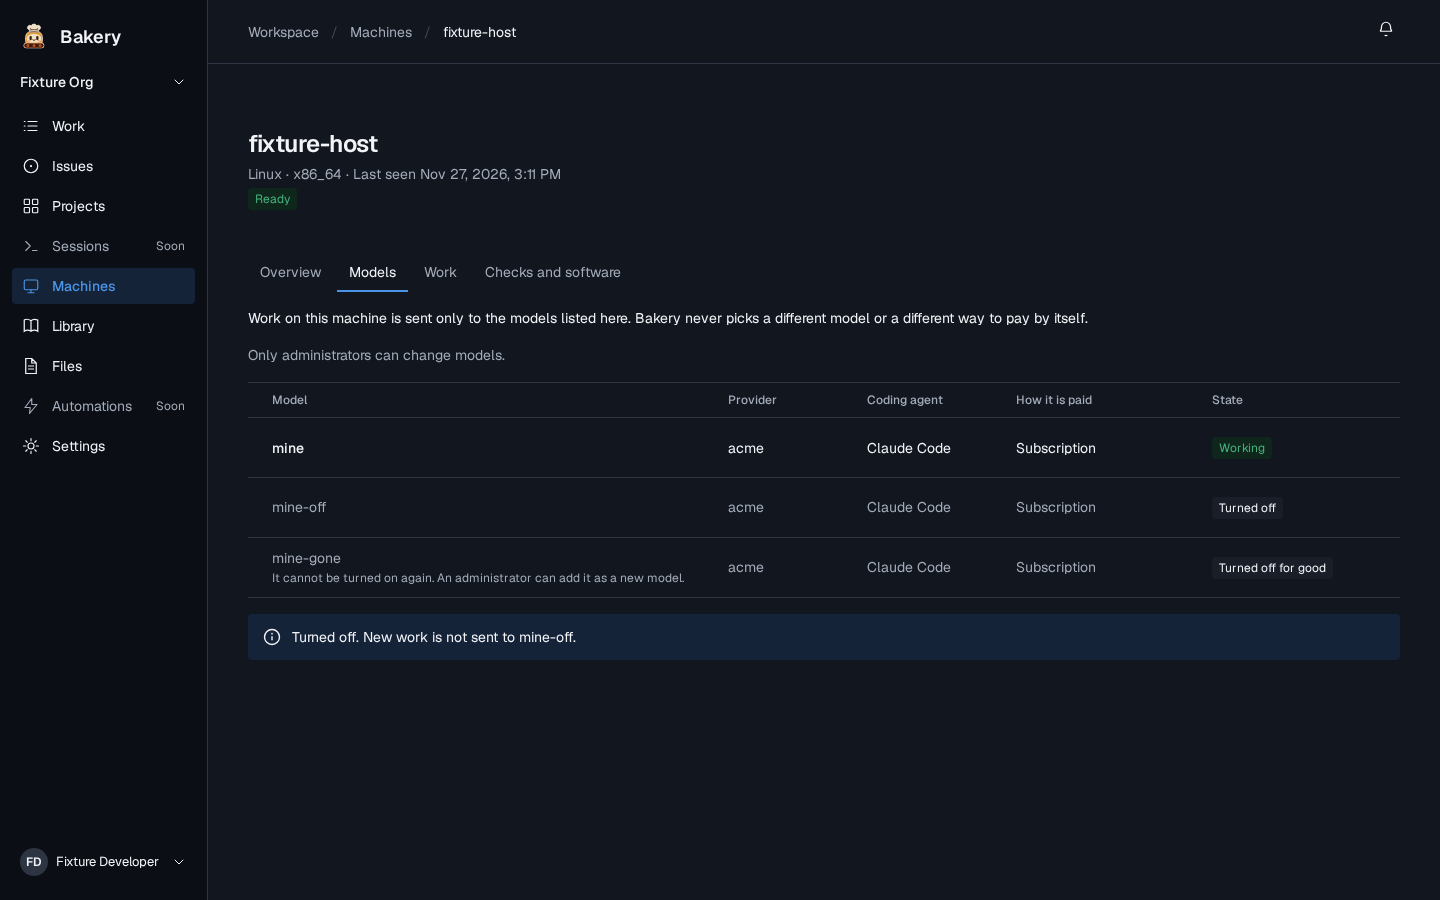 Bakery
Fixture Org
Work
Issues
Projects
Sessions Soon
Machines
Library
Files
Automations Soon
Settings
FD Fixture Developer
Workspace / Machines / fixture-host
fixture-host
Linux · x86_64 · Last seen Nov 27, 2026, 3:11 PM
Ready
Overview Models Work Checks and software
Work on this machine is sent only to the models listed here. Bakery never picks a different model or a different way to pay by itself.
Only administrators can change models.
Model Provider Coding agent How it is paid State
mine acme Claude Code Subscription Working
mine-off acme Claude Code Subscription Turned off
mine-gone
It cannot be turned on again. An administrator can add it as a new model.
acme Claude Code Subscription Turned off for good
Turned off. New work is not sent to mine-off.